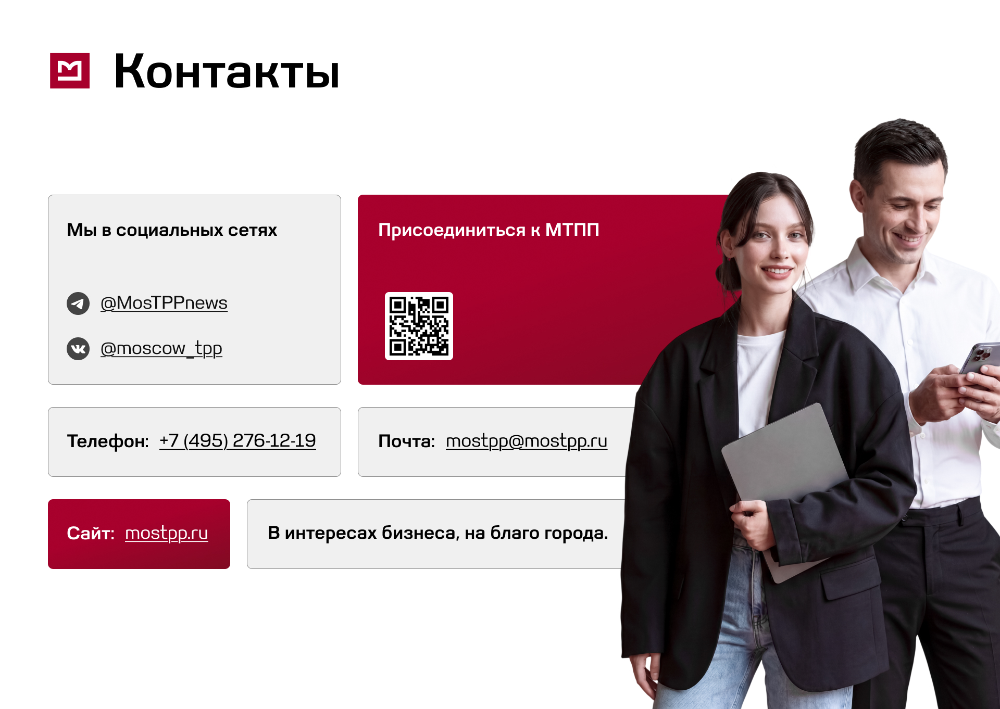 Контакты
Мы в социальных сетях
@MosTPPnews
@moscow_tpp
Присоединиться к МТПП
Телефон: +7 (495) 276-12-19
Почта: mostpp@mostpp.ru
Сайт: mostpp.ru
В интересах бизнеса, на благо города.